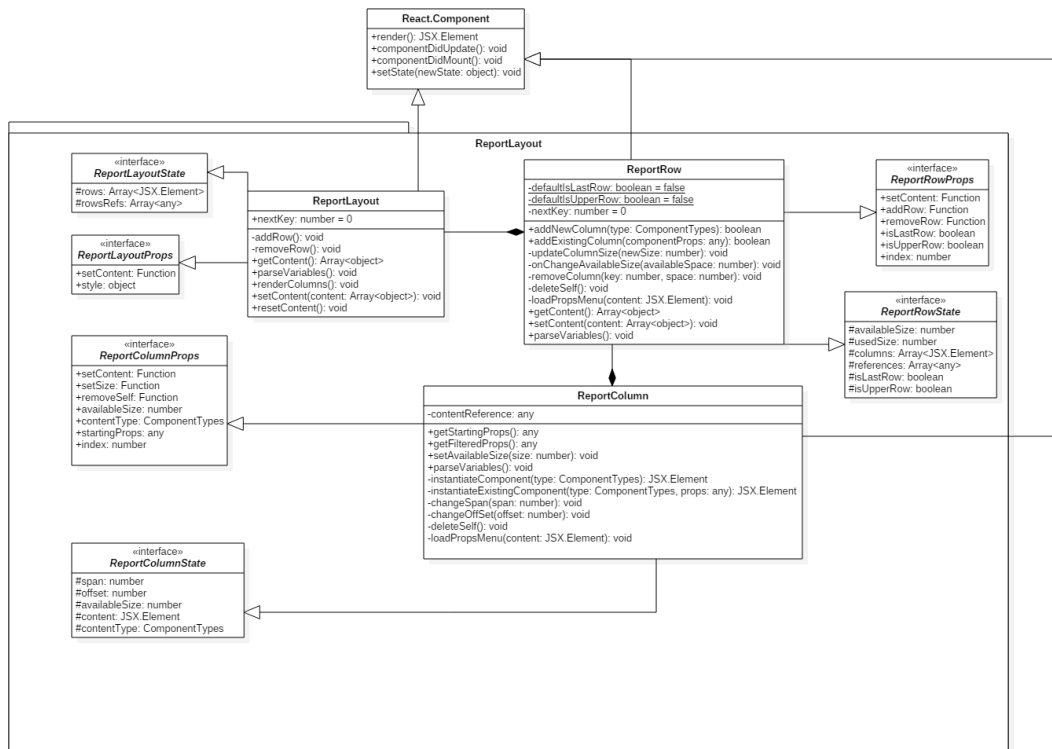 React.Component
+render(): JSX.Element
+componentDidUpdate(): void
+componentDidMount(): void
+setState(newState: object): void
ReportLayout
«interface»
ReportLayoutState
#rows: Array<JSX.Element>
#rowsRefs: Array<any>
ReportLayout
+nextKey: number = 0
-addRow(): void
-removeRow(): void
+getContent(): Array<object>
+parseVariables(): void
+renderColumns(): void
+setContent(content: Array<object>): void
+resetContent(): void
ReportRow
-defaultIsLastRow: boolean = false
-defaultIsUpperRow: boolean = false
-nextKey: number = 0
+addNewColumn(type: ComponentTypes): boolean
+addExistingColumn(componentProps: any): boolean
-updateColumnSize(newSize: number): void
-onChangeAvailableSize(availableSpace: number): void
-removeColumn(key: number, space: number): void
-deleteSelf(): void
-loadPropsMenu(content: JSX.Element): void
+getContent(): Array<object>
+setContent(content: Array<object>): void
+parseVariables(): void
«interface»
ReportRowProps
+setContent: Function
+addRow: Function
+removeRow: Function
+isLastRow: boolean
+isUpperRow: boolean
+index: number
«interface»
ReportLayoutProps
+setContent: Function
+style: object
«interface»
ReportRowState
#availableSize: number
#usedSize: number
#columns: Array<JSX.Element>
#references: Array<any>
#isLastRow: boolean
#isUpperRow: boolean
«interface»
ReportColumnProps
+setContent: Function
+setSize: Function
+removeSelf: Function
+availableSize: number
+contentType: ComponentTypes
+startingProps: any
+index: number
ReportColumn
-contentReference: any
+getStartingProps(): any
+getFilteredProps(): any
+setAvailableSize(size: number): void
+parseVariables(): void
-instantiateComponent(type: ComponentTypes): JSX.Element
-instantiateExistingComponent(type: ComponentTypes, props: any): JSX.Element
-changeSpan(span: number): void
-changeOffSet(offset: number): void
-deleteSelf(): void
-loadPropsMenu(content: JSX.Element): void
«interface»
ReportColumnState
#span: number
#offset: number
#availableSize: number
#content: JSX.Element
#contentType: ComponentTypes